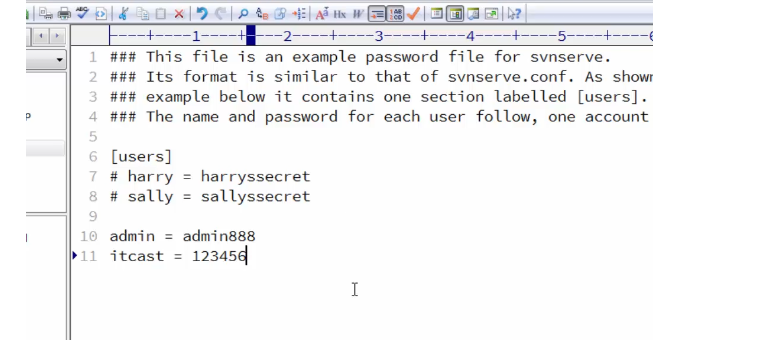 |----+----1----+----2----+----3----+----4----+----5----+----6
1 ### This file is an example password file for svnserve.
2 ### Its format is similar to that of svnserve.conf. As shown
3 ### example below it contains one section labelled [users].
4 ### The name and password for each user follow, one account
5
6 [users]
7 # harry = harryssecret
8 # sally = sallyssecret
9
10 admin = admin888
11 itcast = 123456